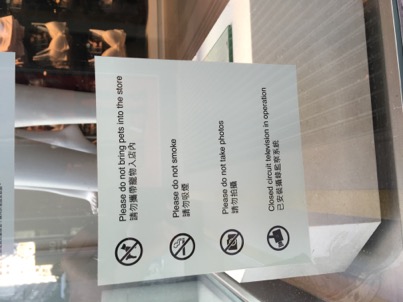 Please do not bring pets into the store
請勿攜帶寵物入店內
Please do not smoke
請勿吸煙
Please do not take photos
請勿拍攝
Closed circuit television in operation
已安裝攝錄監察系統